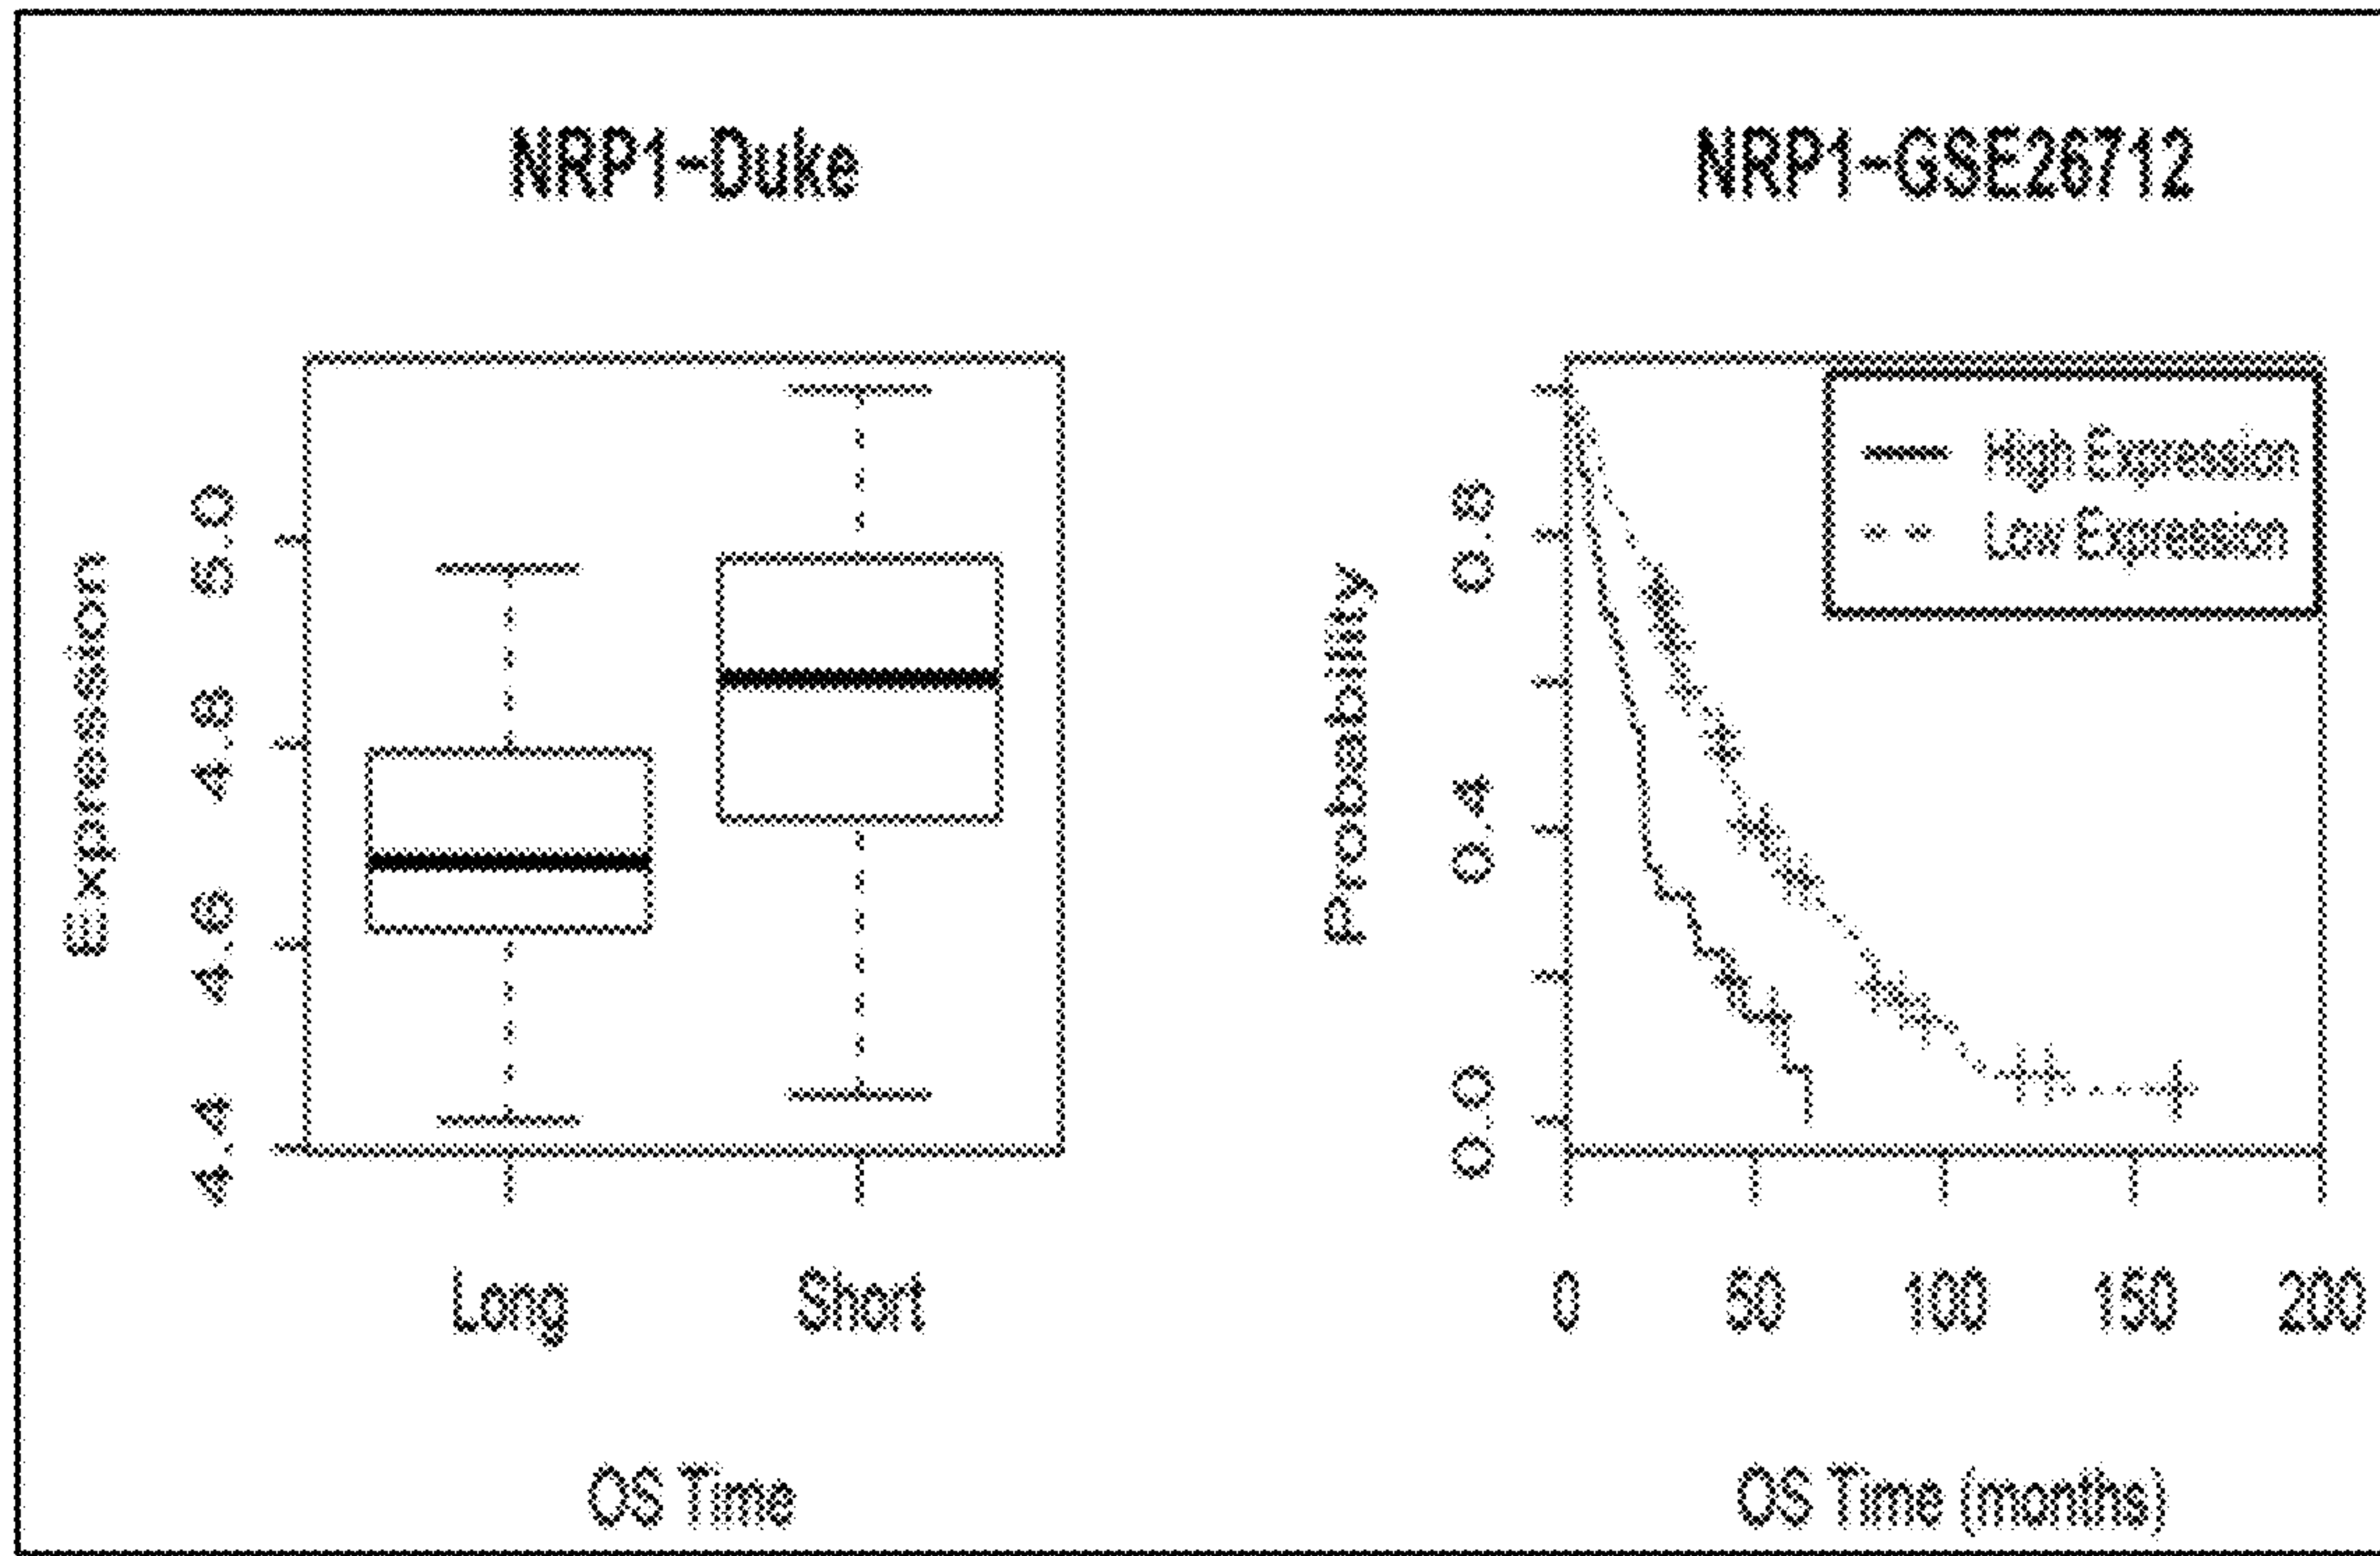 NRP1-Duke
Expression
5.0
4.8
4.6
4.4
Long Short
OS Time
NRP1-GSE26712
High Expression
Low Expression
Probability
0.8
0.4
0.0
0 50 100 150 200
OS Time (months)